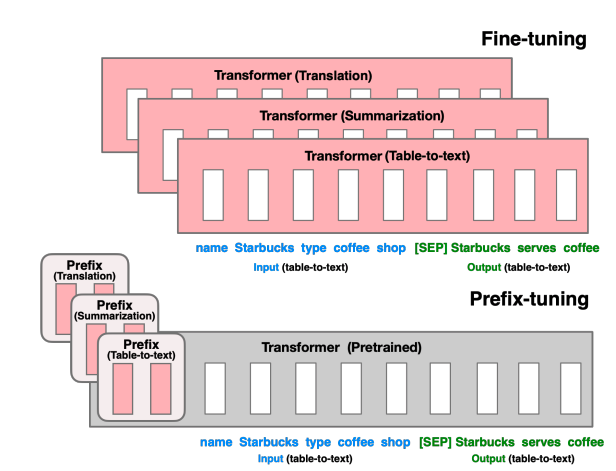 Fine-tuning
Transformer (Translation)
Transformer (Summarization)
Transformer (Table-to-text)
name Starbucks type coffee shop [SEP] Starbucks serves coffee
Input (table-to-text) Output (table-to-text)
Prefix-tuning
Prefix
(Translation)
Prefix
(Summarization)
Prefix
(Table-to-text)
Transformer (Pretrained)
name Starbucks type coffee shop [SEP] Starbucks serves coffee
Input (table-to-text) Output (table-to-text)